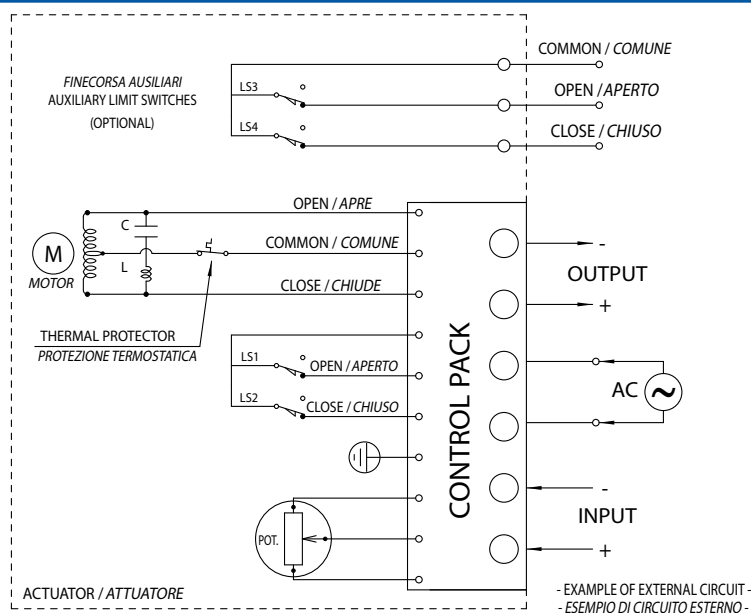 COMMON / COMUNE
FINECORSA AUSILIARI
AUXILIARY LIMIT SWITCHES
(OPTIONAL)
LS3
OPEN / APERTO
LS4
CLOSE / CHIUSO
OPEN / APRE
C
COMMON / COMUNE
M
MOTOR
L
CLOSE / CHIUDE
THERMAL PROTECTOR
PROTEZIONE TERMOSTATICA
LS1
OPEN / APERTO
LS2
CLOSE / CHIUSO
POT.
CONTROL PACK
-
OUTPUT
+
AC
~
-
INPUT
+
ACTUATOR / ATTUATORE
- EXAMPLE OF EXTERNAL CIRCUIT -
- ESEMPIO DI CIRCUITO ESTERNO -